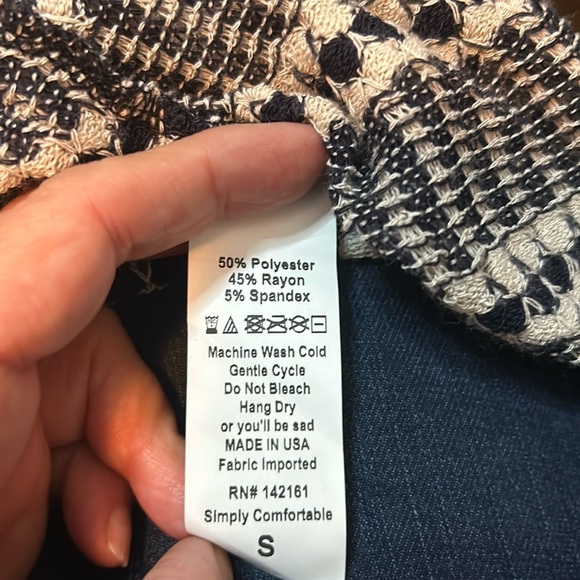 50% Polyester
45% Rayon
5% Spandex
Machine Wash Cold
Gentle Cycle
Do Not Bleach
Hang Dry
or you'll be sad
MADE IN USA
Fabric Imported
RN# 142161
Simply Comfortable
S